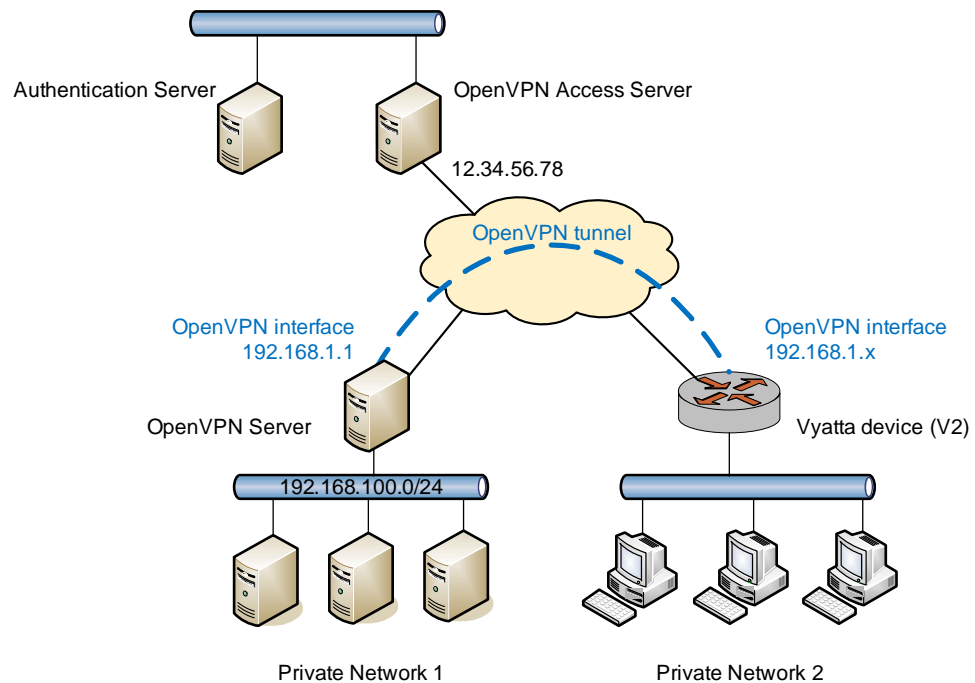 Authentication Server
OpenVPN Access Server
12.34.56.78
OpenVPN tunnel
OpenVPN interface
192.168.1.1
OpenVPN interface
192.168.1.x
OpenVPN Server
Vyatta device (V2)
192.168.100.0/24
Private Network 1
Private Network 2